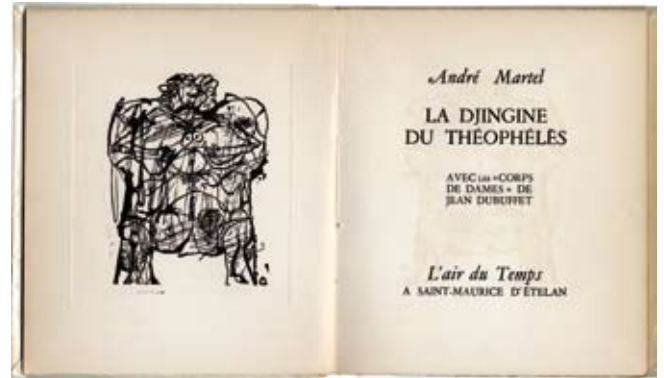 André Martel
LA DJINGINE
DU THÉOPHÉLÈS
AVEC LES «CORPS
DE DAMES» DE
JEAN DUBUFFET
L'air du Temps
A SAINT-MAURICE D'ÉTELAN